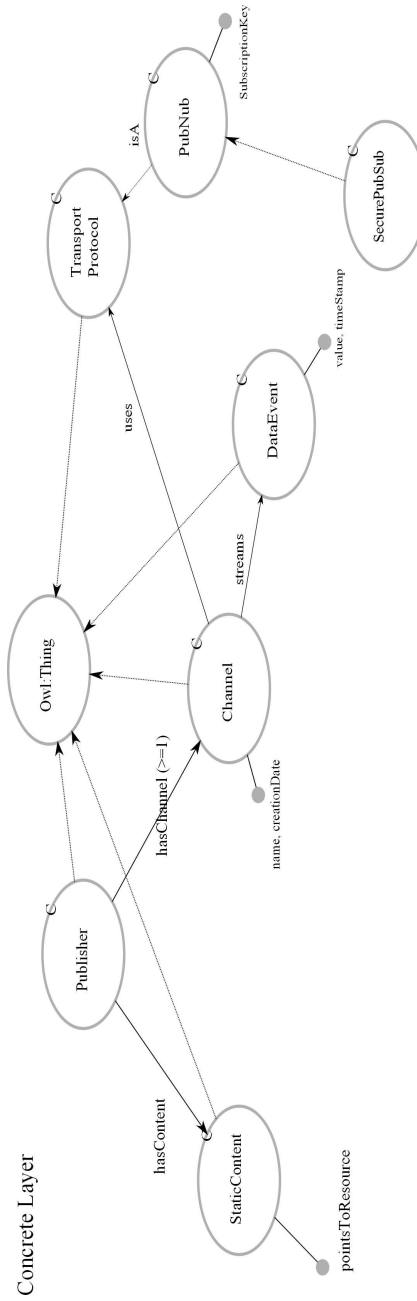 Concrete Layer
Owl:Thing
Publisher
C
Transport
Protocol
C
isA
PubNub
C
SubscriptionKey
hasContent
hasChannel (>=1)
uses
StaticContent
C
pointsToResource
Channel
C
name, creationDate
streams
DataEvent
C
value, timeStamp
SecurePubSub
C